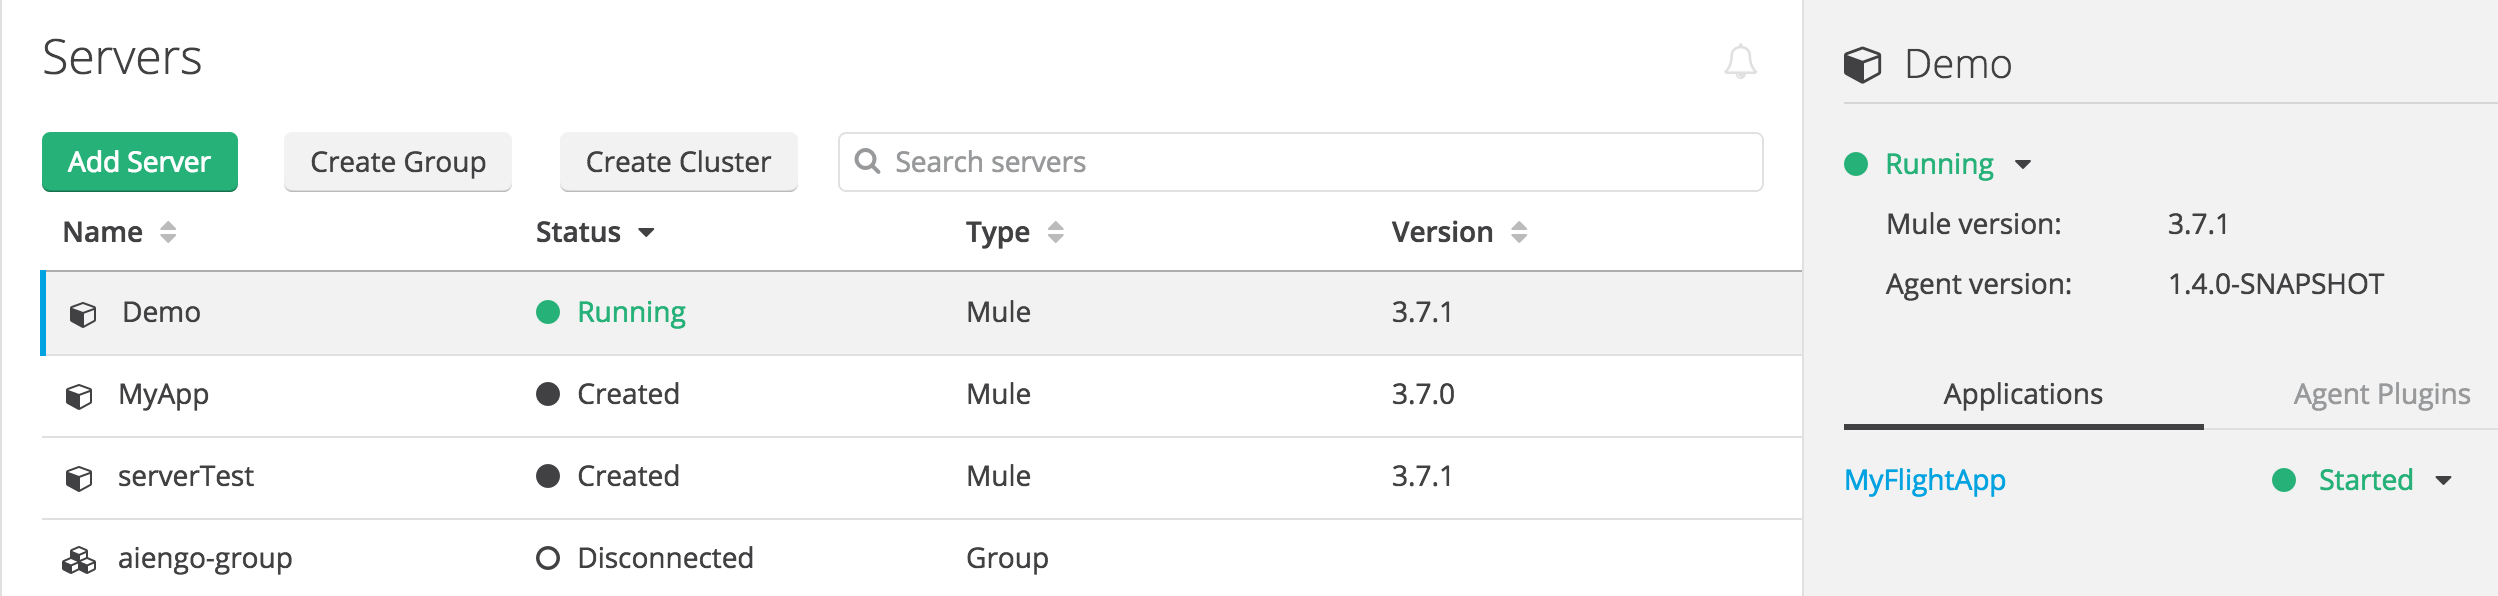 Servers
Add Server Create Group Create Cluster Search servers
Name Status Type Version
Demo Running Mule 3.7.1
MyApp Created Mule 3.7.0
serverTest Created Mule 3.7.1
aiengo-group Disconnected Group
Demo
Running
Mule version: 3.7.1
Agent version: 1.4.0-SNAPSHOT
Applications Agent Plugins
MyFlightApp Started